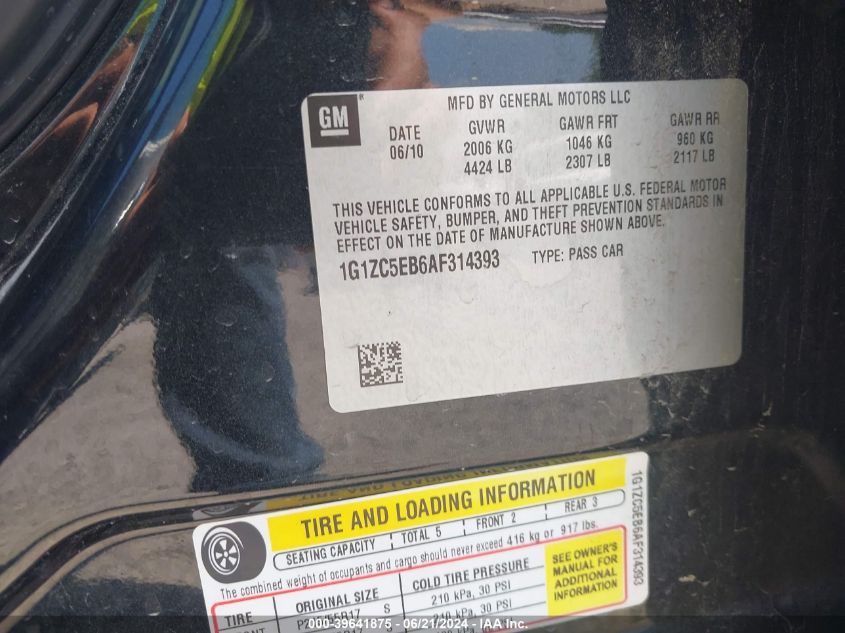 GM
MFD BY GENERAL MOTORS LLC
DATE GVWR GAWR FRT GAWR RR
06/10 2006 KG 1046 KG 960 KG
4424 LB 2307 LB 2117 LB
THIS VEHICLE CONFORMS TO ALL APPLICABLE U.S. FEDERAL MOTOR
VEHICLE SAFETY, BUMPER, AND THEFT PREVENTION STANDARDS IN
EFFECT ON THE DATE OF MANUFACTURE SHOWN ABOVE.
1G1ZC5EB6AF314393 TYPE: PASS CAR
TIRE AND LOADING INFORMATION
SEATING CAPACITY TOTAL 5 FRONT 2 REAR 3
The combined weight of occupants and cargo should never exceed 416 kg or 917 lbs.
TIRE ORIGINAL SIZE COLD TIRE PRESSURE
S 210 kPa, 30 PSI
SEE OWNER'S
MANUAL FOR
ADDITIONAL
INFORMATION
1G1ZC5EB6AF314393
000-39641875 - 06/21/2024 - IAA Inc.